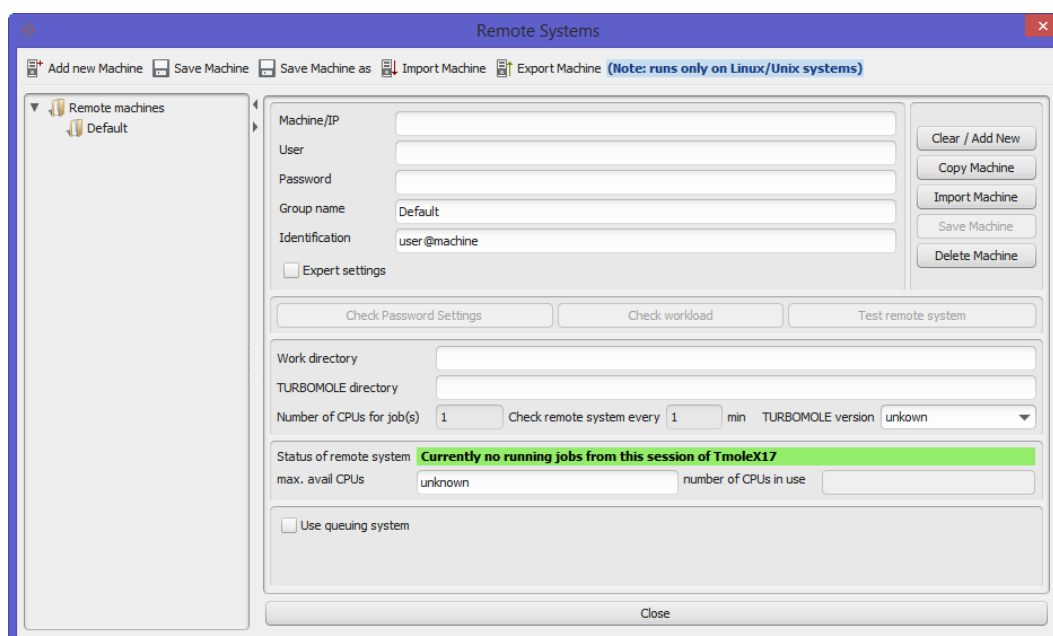 Remote Systems
Add new Machine Save Machine Save Machine as Import Machine Export Machine (Note: runs only on Linux/Unix systems)
Remote machines
Default
Machine/IP
User
Password
Group name Default
Identification user@machine
Expert settings
Clear / Add New
Copy Machine
Import Machine
Save Machine
Delete Machine
Check Password Settings Check workload Test remote system
Work directory
TURBOMOLE directory
Number of CPUs for job(s) 1 Check remote system every 1 min TURBOMOLE version unkown
Status of remote system Currently no running jobs from this session of TmoleX17
max. avail CPUs unknown number of CPUs in use
Use queuing system
Close